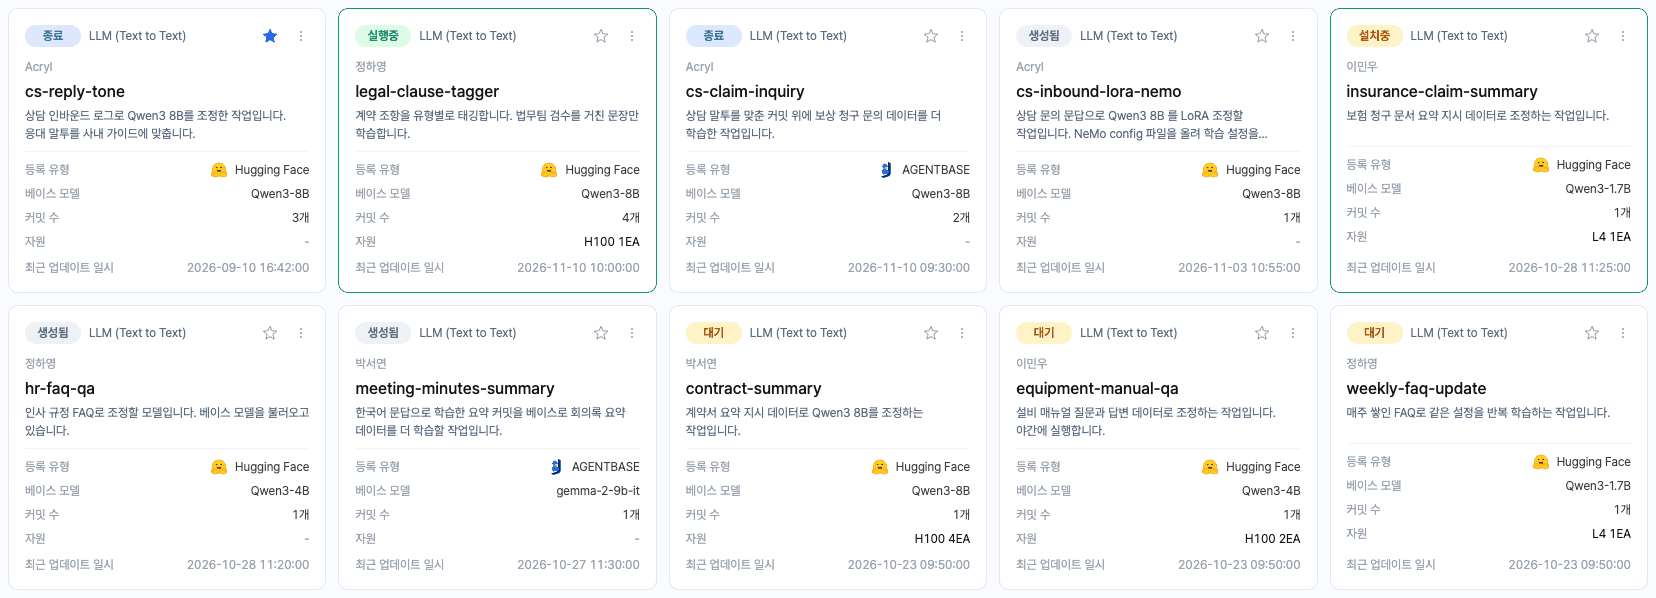 종료 LLM (Text to Text)
Acryl
cs-reply-tone
상담 인바운드 로그로 Qwen3 8B를 조정한 작업입니다.
응대 말투를 사내 가이드에 맞춥니다.
등록 유형 Hugging Face
베이스 모델 Qwen3-8B
커밋 수 3개
자원 -
최근 업데이트 일시 2026-09-10 16:42:00
실행중 LLM (Text to Text)
정하영
legal-clause-tagger
계약 조항을 유형별로 태깅합니다. 법무팀 검수를 거친 문장만
학습합니다.
등록 유형 Hugging Face
베이스 모델 Qwen3-8B
커밋 수 4개
자원 H100 1EA
최근 업데이트 일시 2026-11-10 10:00:00
종료 LLM (Text to Text)
Acryl
cs-claim-inquiry
상담 말투를 맞춘 커밋 위에 보상 청구 문의 데이터를 더
학습한 작업입니다.
등록 유형 AGENTBASE
베이스 모델 Qwen3-8B
커밋 수 2개
자원 -
최근 업데이트 일시 2026-11-10 09:30:00
생성됨 LLM (Text to Text)
Acryl
cs-inbound-lora-nemo
상담 문의 문답으로 Qwen3 8B 를 LoRA 조정할
작업입니다. NeMo config 파일을 올려 학습 설정을...
등록 유형 Hugging Face
베이스 모델 Qwen3-8B
커밋 수 1개
자원 -
최근 업데이트 일시 2026-11-03 10:55:00
설치중 LLM (Text to Text)
이민우
insurance-claim-summary
보험 청구 문서 요약 지시 데이터로 조정하는 작업입니다.
등록 유형 Hugging Face
베이스 모델 Qwen3-1.7B
커밋 수 1개
자원 L4 1EA
최근 업데이트 일시 2026-10-28 11:25:00
생성됨 LLM (Text to Text)
정하영
hr-faq-qa
인사 규정 FAQ로 조정할 모델입니다. 베이스 모델을 불러오고
있습니다.
등록 유형 Hugging Face
베이스 모델 Qwen3-4B
커밋 수 1개
자원 -
최근 업데이트 일시 2026-10-28 11:20:00
생성됨 LLM (Text to Text)
박서연
meeting-minutes-summary
한국어 문답으로 학습한 요약 커밋을 베이스로 회의록 요약
데이터를 더 학습할 작업입니다.
등록 유형 AGENTBASE
베이스 모델 gemma-2-9b-it
커밋 수 1개
자원 -
최근 업데이트 일시 2026-10-27 11:30:00
대기 LLM (Text to Text)
박서연
contract-summary
계약서 요약 지시 데이터로 Qwen3 8B를 조정하는
작업입니다.
등록 유형 Hugging Face
베이스 모델 Qwen3-8B
커밋 수 1개
자원 H100 4EA
최근 업데이트 일시 2026-10-23 09:50:00
대기 LLM (Text to Text)
이민우
equipment-manual-qa
설비 매뉴얼 질문과 답변 데이터로 조정하는 작업입니다.
야간에 실행합니다.
등록 유형 Hugging Face
베이스 모델 Qwen3-4B
커밋 수 1개
자원 H100 2EA
최근 업데이트 일시 2026-10-23 09:50:00
대기 LLM (Text to Text)
정하영
weekly-faq-update
매주 쌓인 FAQ로 같은 설정을 반복 학습하는 작업입니다.
등록 유형 Hugging Face
베이스 모델 Qwen3-1.7B
커밋 수 1개
자원 L4 1EA
최근 업데이트 일시 2026-10-23 09:50:00